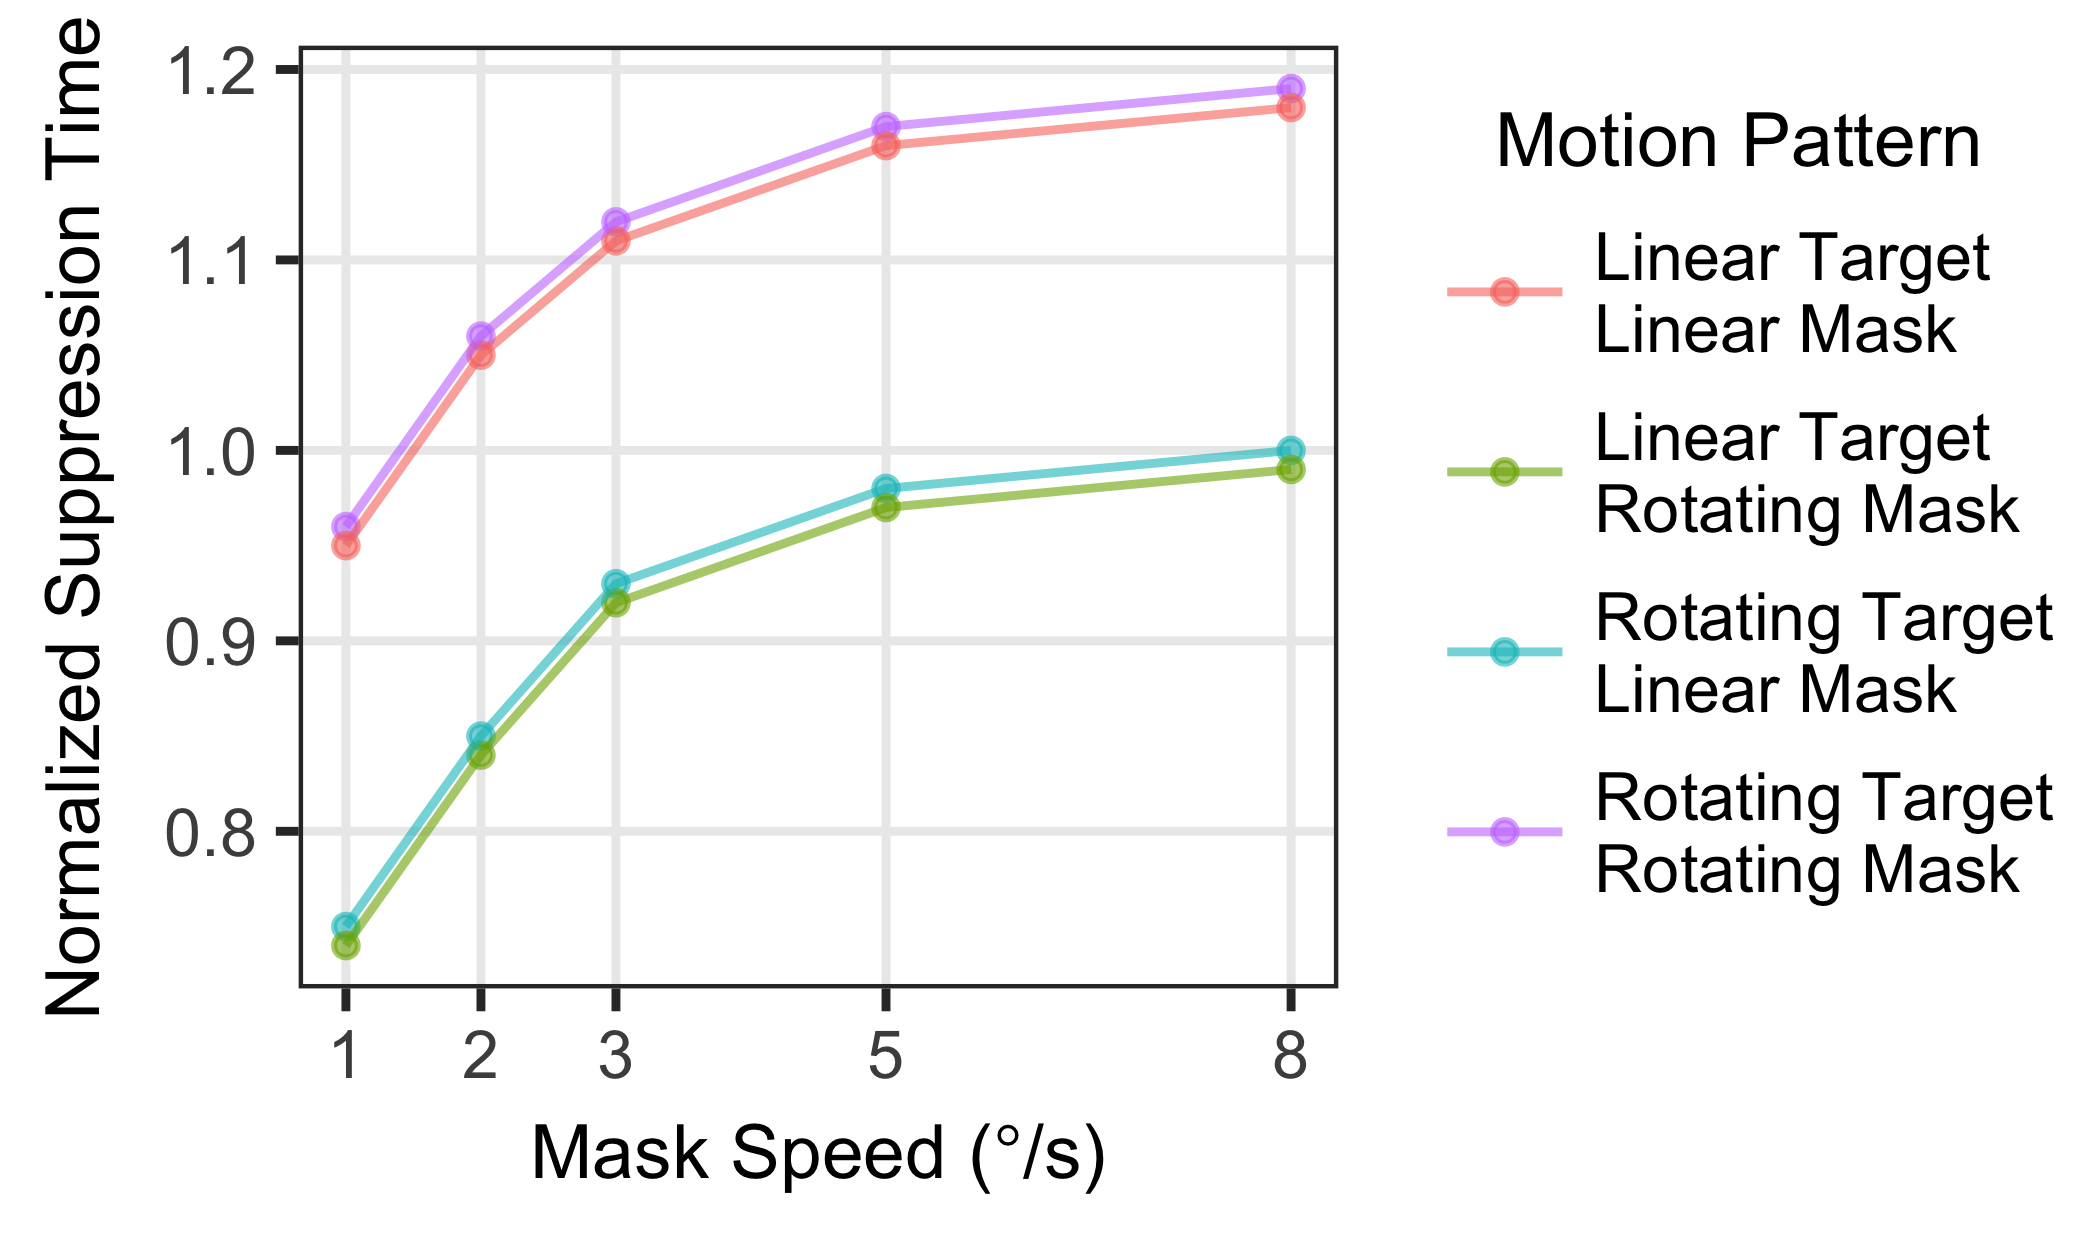 Normalized Suppression Time
1.2
1.1
1.0
0.9
0.8
1 2 3 5 8
Mask Speed (°/s)
Motion Pattern
Linear Target
Linear Mask
Linear Target
Rotating Mask
Rotating Target
Linear Mask
Rotating Target
Rotating Mask